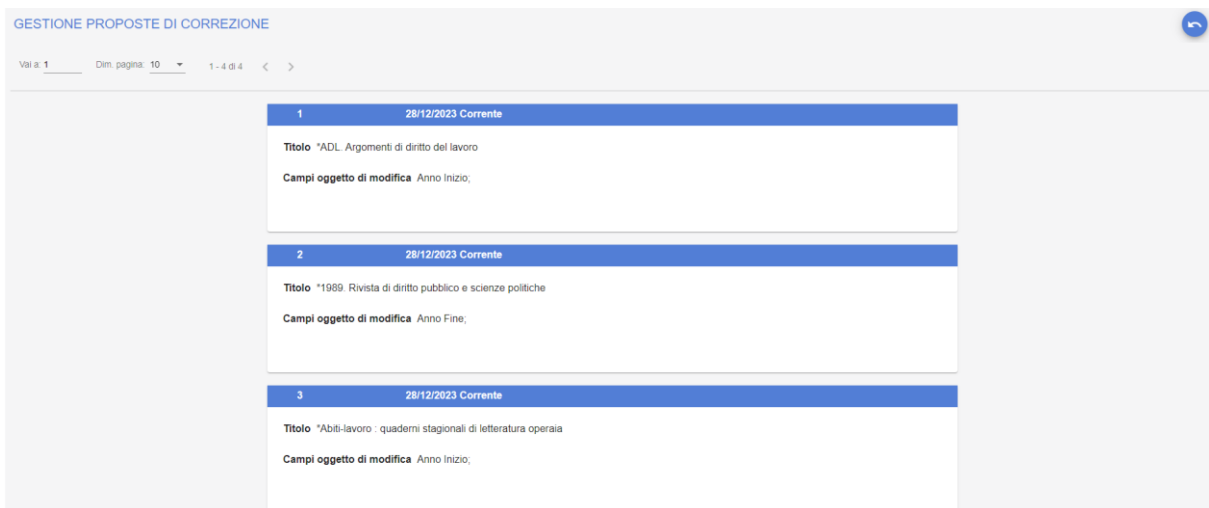 GESTIONE PROPOSTE DI CORREZIONE
Vai a: 1 Dim. pagina: 10 1 - 4 di 4
1 28/12/2023 Corrente
Titolo *ADL. Argomenti di diritto del lavoro
Campi oggetto di modifica Anno Inizio;
2 28/12/2023 Corrente
Titolo *1989. Rivista di diritto pubblico e scienze politiche
Campi oggetto di modifica Anno Fine;
3 28/12/2023 Corrente
Titolo *Abiti-lavoro : quaderni stagionali di letteratura operaia
Campi oggetto di modifica Anno Inizio;